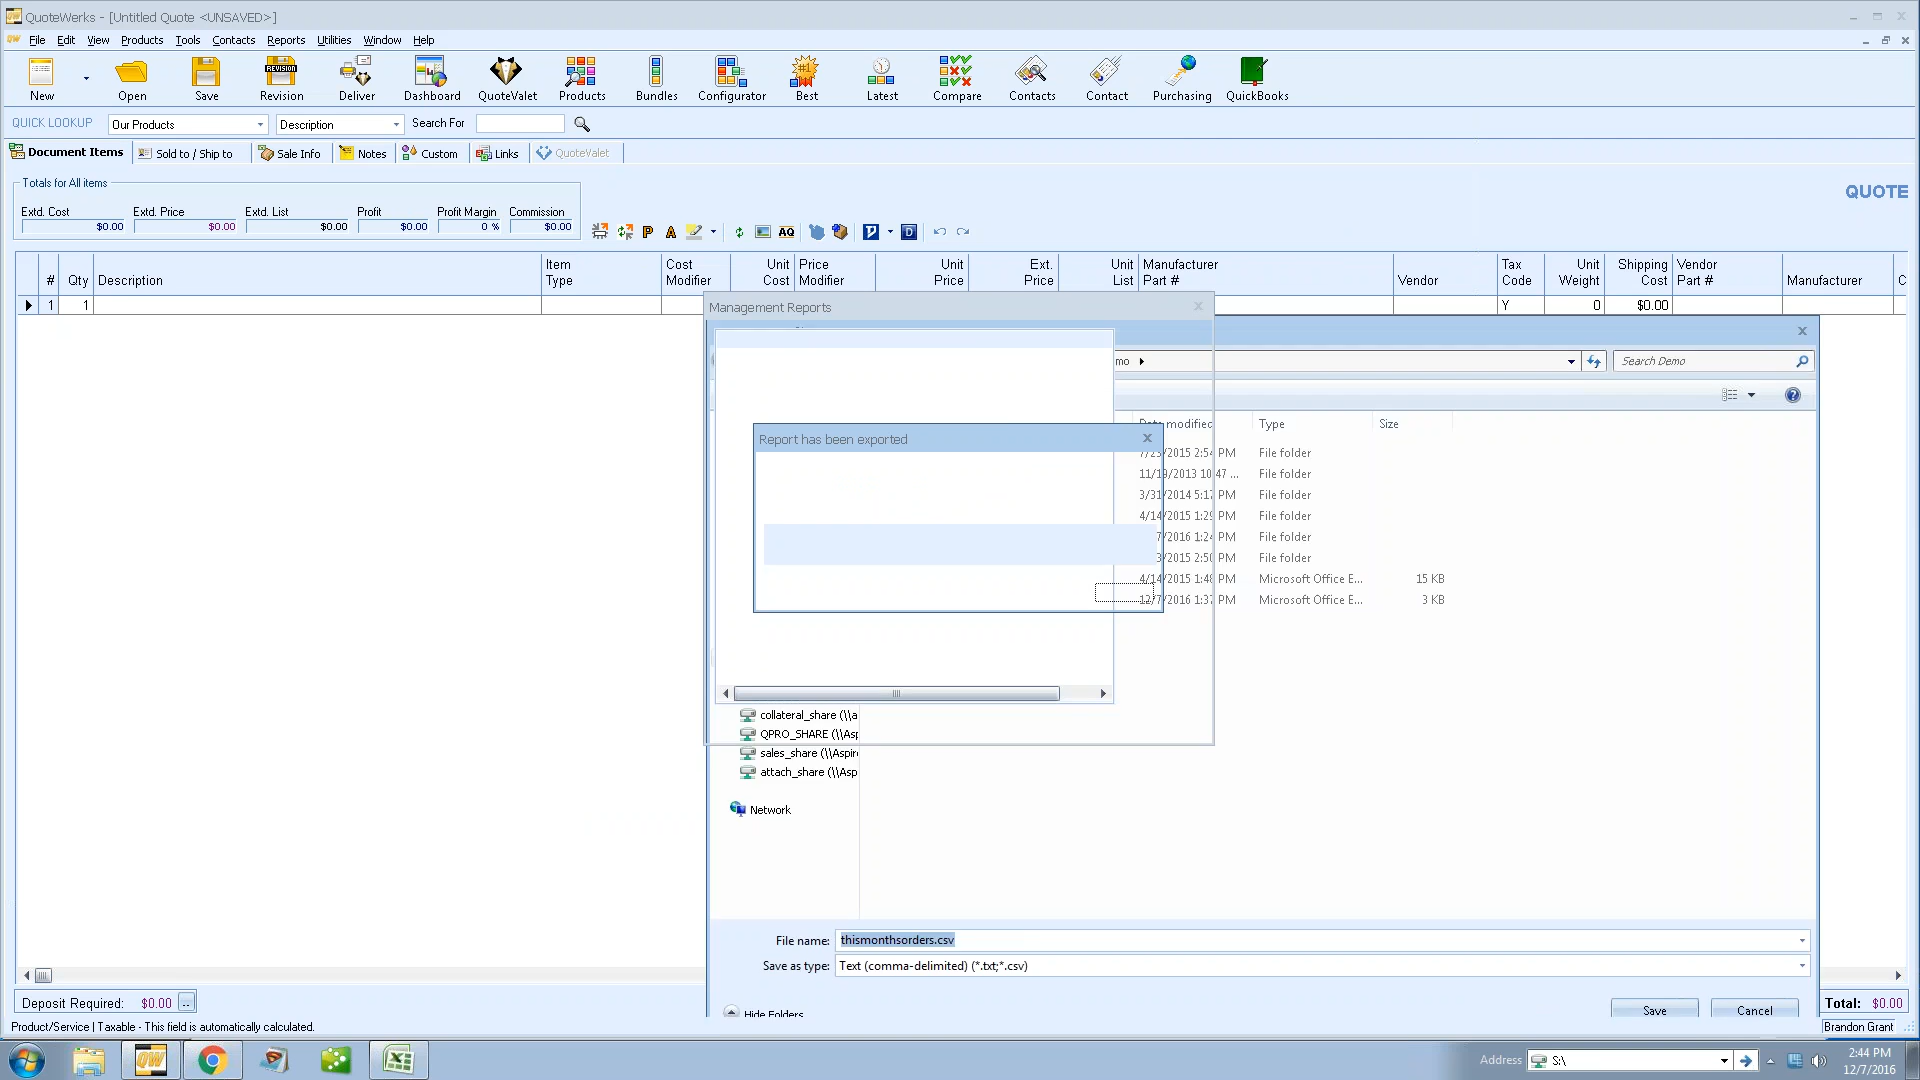 QuoteWerks - [Untitled Quote <UNSAVED>]
File Edit View Products Tools Contacts Reports Utilities Window Help
New Open Save Revision Deliver Dashboard QuoteValet Products Bundles Configurator Best Latest Compare Contacts Contact Purchasing QuickBooks
QUICK LOOKUP Our Products Description Search For
Document Items Sold to / Ship to Sale Info Notes Custom Links QuoteValet
Totals for All items
QUOTE
Extd. Cost Extd. Price Extd. List Profit Profit Margin Commission
$0.00 $0.00 $0.00 $0.00 0 % $0.00
P A AQ D
# Qty Description Item Type Cost Modifier Unit Cost Price Modifier Unit Price Ext. Price Unit List Manufacturer Part # Vendor Tax Code Unit Weight Shipping Cost Vendor Part # Manufacturer C
1 1 Y 0 $0.00
Management Reports
mo Search Demo
Date modified Type Size
Report has been exported
7/23/2015 2:54 PM File folder
11/19/2013 10:47 ... File folder
3/31/2014 5:17 PM File folder
4/14/2015 1:29 PM File folder
7/2016 1:24 PM File folder
3/2015 2:50 PM File folder
4/14/2015 1:48 PM Microsoft Office E... 15 KB
12/7/2016 1:37 PM Microsoft Office E... 3 KB
collateral_share (\\a
QPRO_SHARE (\\Asp
sales_share (\\Aspir
attach_share (\\Asp
Network
File name: thismonthsorders.csv
Save as type: Text (comma-delimited) (*.txt;*.csv)
Hide Folders Save Cancel
Deposit Required: $0.00 ... Total: $0.00
Product/Service | Taxable - This field is automatically calculated. Brandon Grant
Address S:\ 2:44 PM
12/7/2016